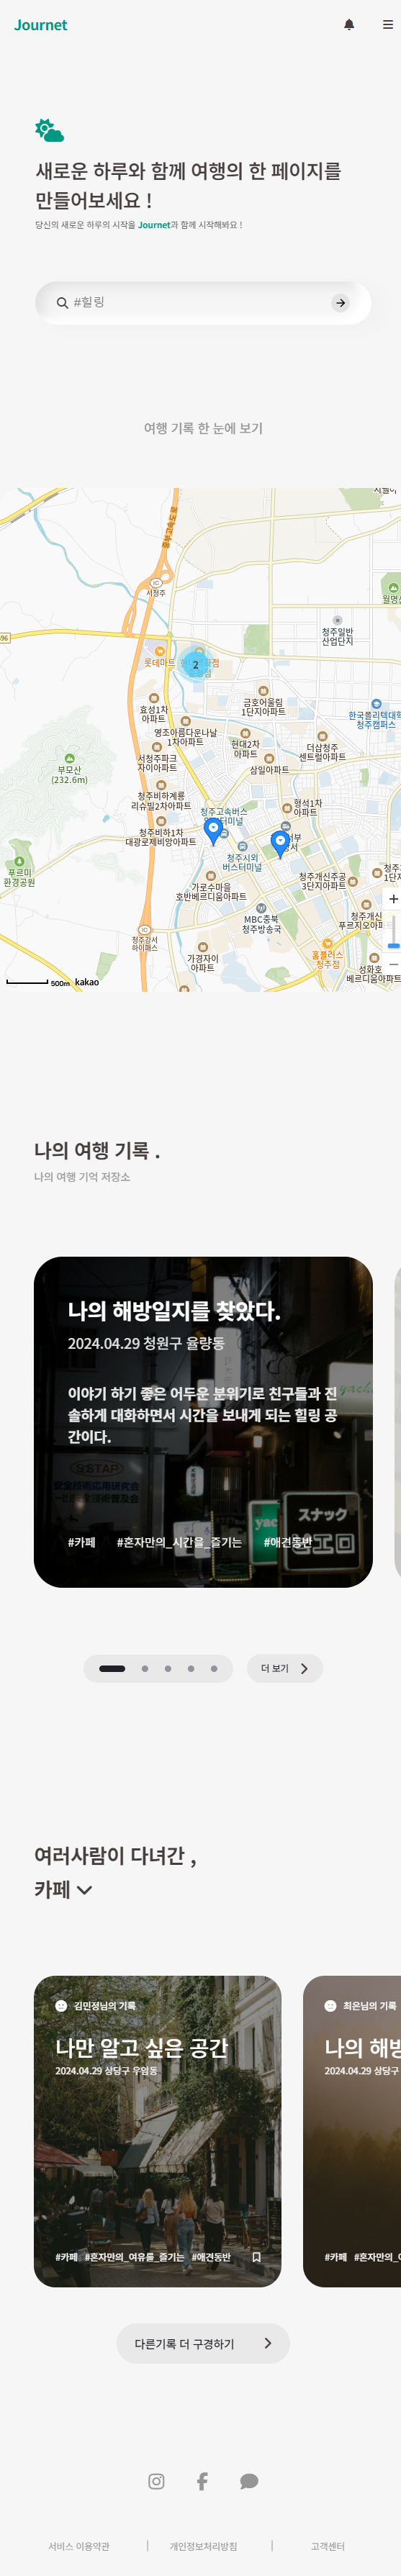 Journet
새로운 하루와 함께 여행의 한 페이지를
만들어보세요 !
당신의 새로운 하루의 시작을 Journet과 함께 시작해봐요 !
#힐링
여행 기록 한 눈에 보기
중부고속도로
IC
서청주
월명산
96
청주일반
산업단지
롯데마트
2
효성1차
아파트
금호어울림
1단지아파트
한국폴리텍대학
청주캠퍼스
영조아름다운나날
1차아파트
현대2차
아파트
더샵청주
센트럴아파트
서청주파크
자이아파트
삼일아파트
부모산
(232.6m)
청주비하계룡
리슈빌2차아파트
형석1차
아파트
청주고속버스
터미널
청주비하1차
대광로제비앙아파트
청주시외
버스터미널
푸르미
환경공원
가로수마을
호반베르디움아파트
청주개신주공
3단지아파트
MBC충북
청주방송국
청주개신
푸르지오아파
IC
청주강서
하이패스
가경자이
아파트
홈플러스
청주점
성화호
베르디움아파트
500m kakao
나의 여행 기록 .
나의 여행 기억 저장소
나의 해방일지를 찾았다.
2024.04.29 청원구 율량동
이야기 하기 좋은 어두운 분위기로 친구들과 진
솔하게 대화하면서 시간을 보내게 되는 힐링 공
간이다.
SSTAP
スナック
#카페 #혼자만의_시간을_즐기는 #애견동반
더 보기
여러사람이 다녀간 ,
카페
김민정님의 기록
나만 알고 싶은 공간
2024.04.29 상당구 우암동
#카페 #혼자만의_여유를_즐기는 #애견동반
최은님의 기록
나의 해방
2024.04.29 상당구
#카페 #혼자만의_
다른기록 더 구경하기
서비스 이용약관 | 개인정보처리방침 | 고객센터